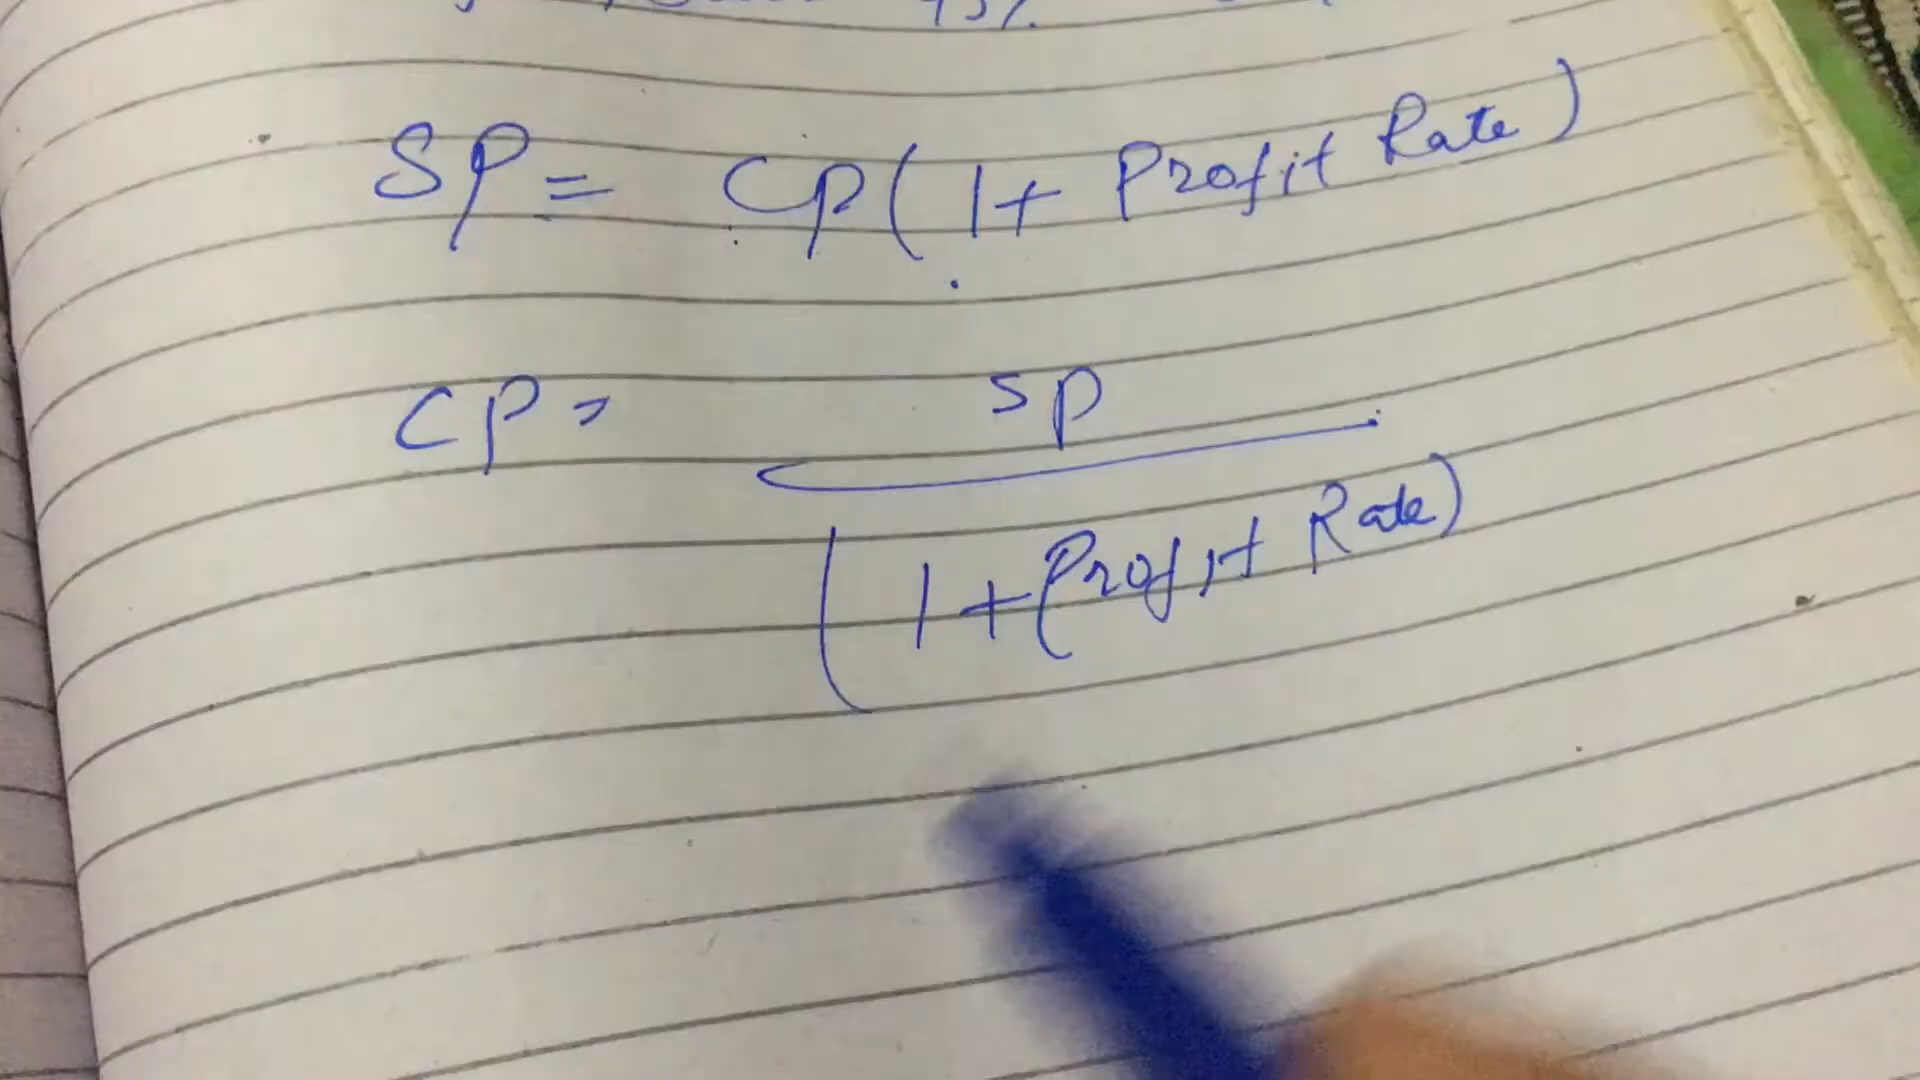 SP = CP ( 1 + Profit Rate )
CP = SP
( 1 + (Profit Rate)